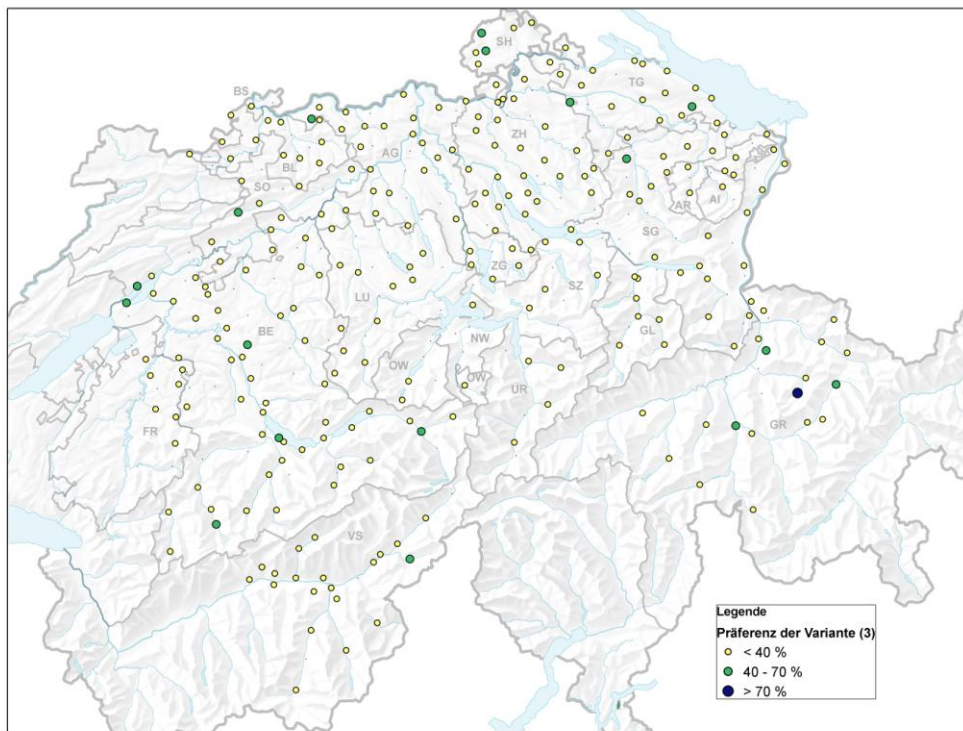 SH
BS
TG
ZH
AG
BL
SO
AR
AI
SG
ZG
SZ
LU
GL
BE
NW
OW
OW
UR
GR
FR
VS
Legende
Präferenz der Variante (3)
< 40 %
40 - 70 %
> 70 %